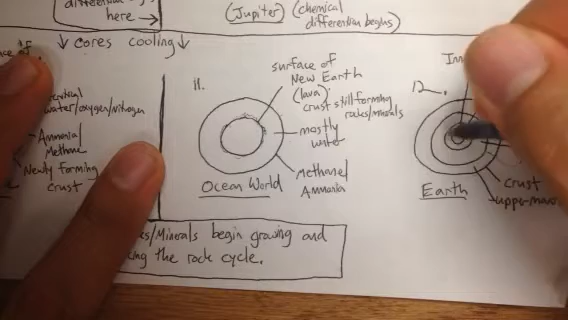 here →
(Jupiter) (chemical
differentiation begins)
↓ Cores cooling ↓
water/oxygen/nitrogen
Ammonia/
Methane
Newly forming
crust
11.
surface of
New Earth
(lava)
crust still forming
rocks/minerals
mostly
water
Methane/
Ammonia
Ocean World
12.
Earth
crust
/Minerals begin growing and
the rock cycle.